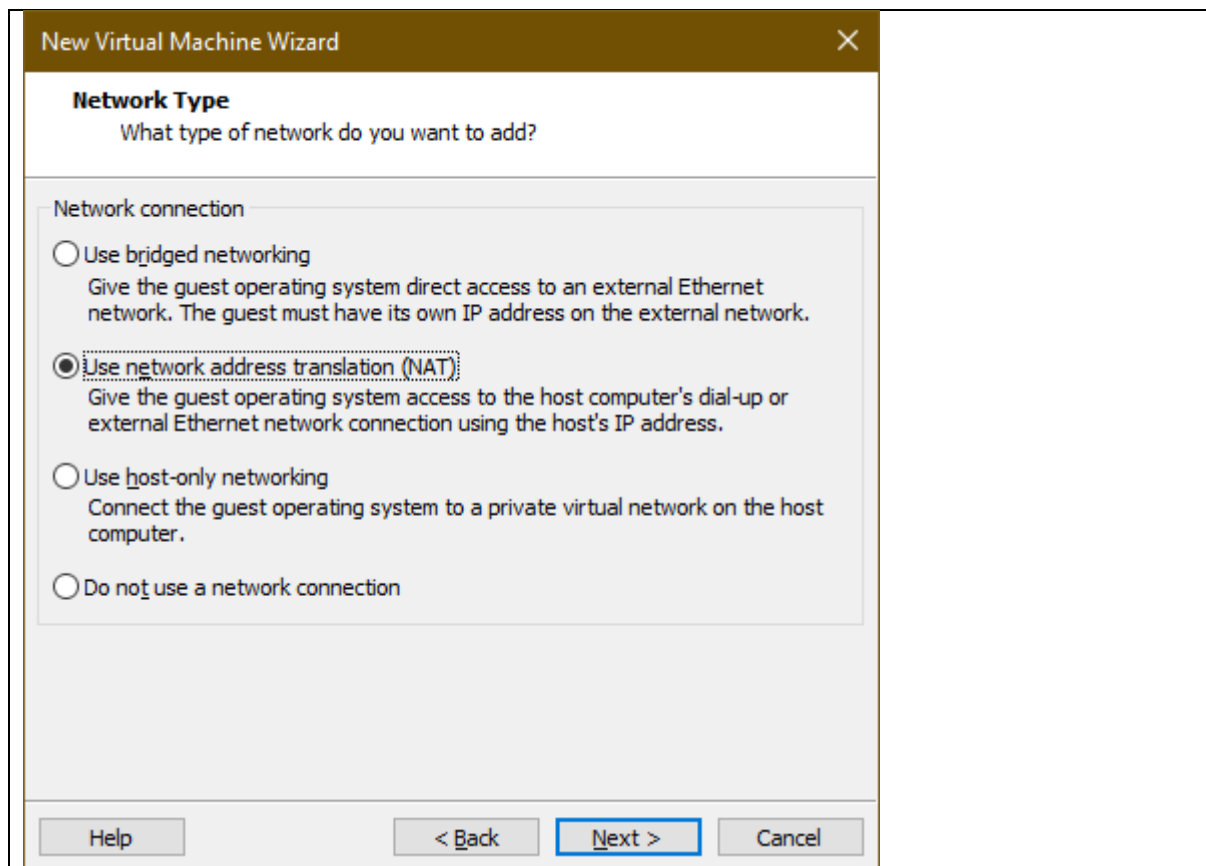 New Virtual Machine Wizard
Network Type
What type of network do you want to add?
Network connection
Use bridged networking
Give the guest operating system direct access to an external Ethernet
network. The guest must have its own IP address on the external network.
Use network address translation (NAT)
Give the guest operating system access to the host computer's dial-up or
external Ethernet network connection using the host's IP address.
Use host-only networking
Connect the guest operating system to a private virtual network on the host
computer.
Do not use a network connection
Help < Back Next > Cancel